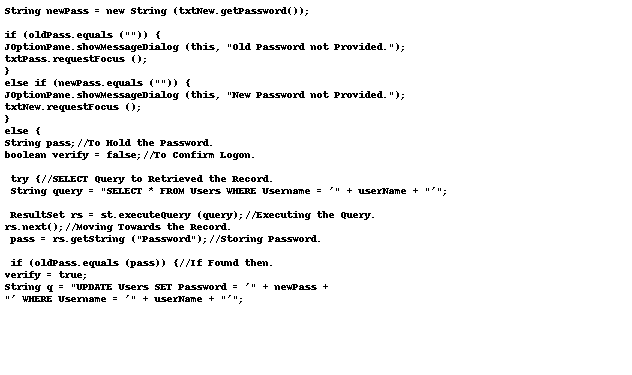 String newPass = new String (txtNew.getPassword());
if (oldPass.equals ("")) {
JOptionPane.showMessageDialog (this, "Old Password not Provided.");
txtPass.requestFocus ();
}
else if (newPass.equals ("")) {
JOptionPane.showMessageDialog (this, "New Password not Provided.");
txtNew.requestFocus ();
}
else {
String pass;//To Hold the Password.
boolean verify = false;//To Confirm Logon.
try {//SELECT Query to Retrieved the Record.
String query = "SELECT * FROM Users WHERE Username = '" + userName + "'";
ResultSet rs = st.executeQuery (query);//Executing the Query.
rs.next();//Moving Towards the Record.
pass = rs.getString ("Password");//Storing Password.
if (oldPass.equals (pass)) {//If Found then.
verify = true;
String q = "UPDATE Users SET Password = '" + newPass +
"' WHERE Username = '" + userName + "'";